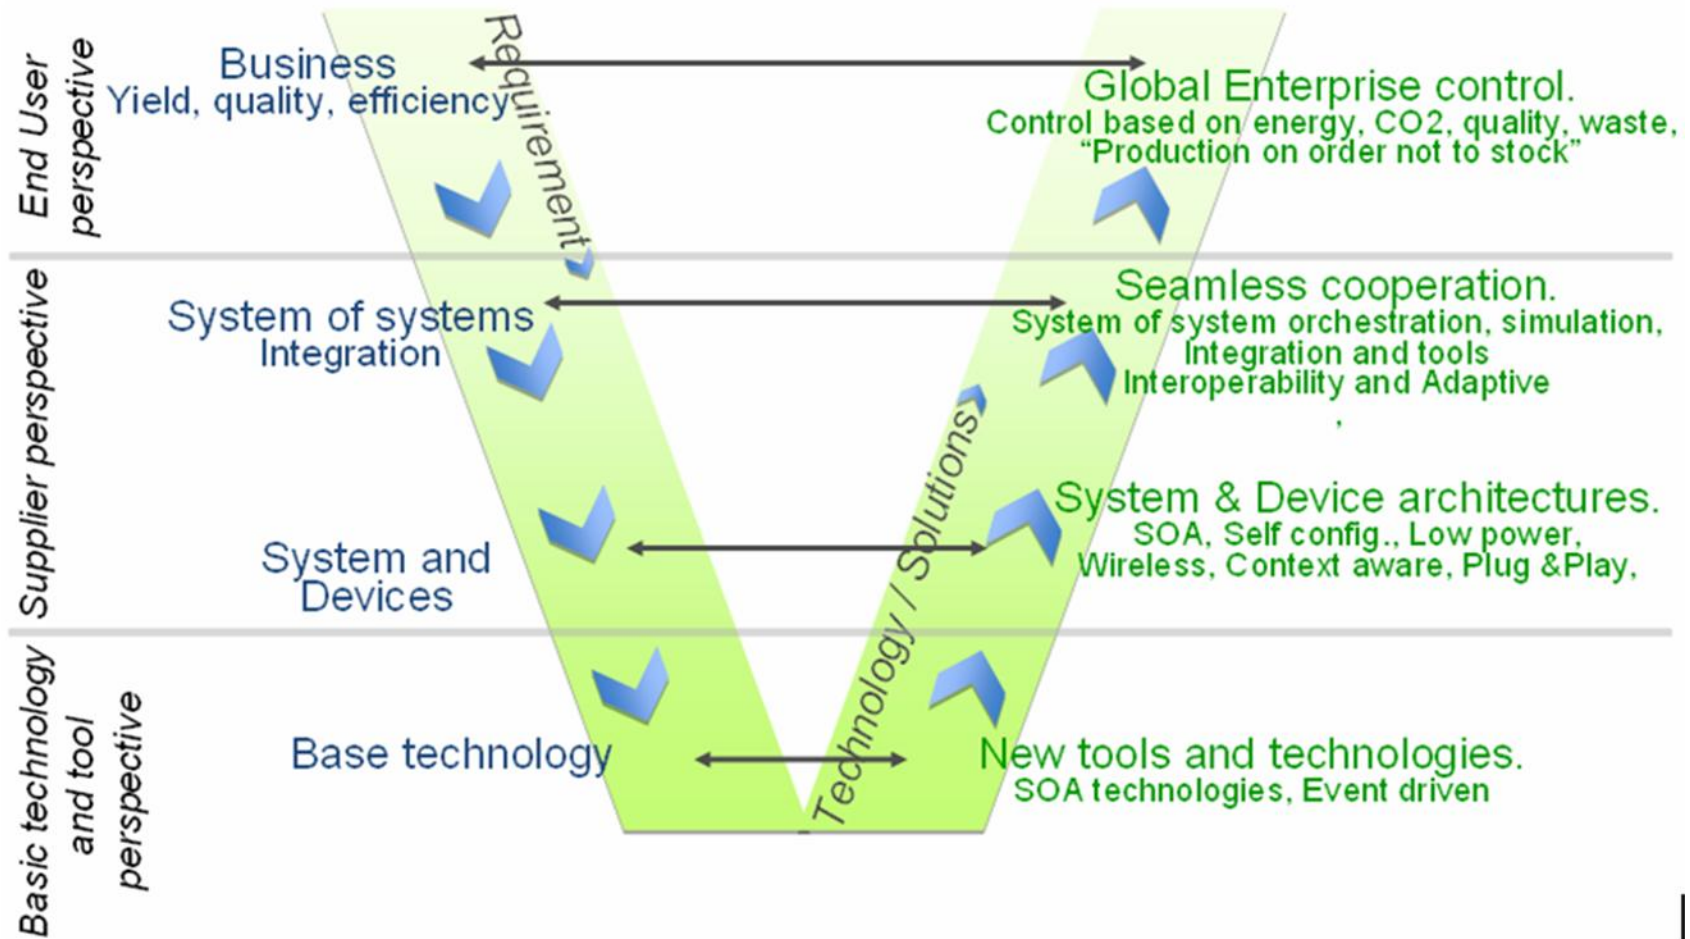 End User
perspective
Business
Yield, quality, efficiency
Requirement
Global Enterprise control.
Control based on energy, CO2, quality, waste,
“Production on order not to stock”
Supplier perspective
System of systems
Integration
Seamless cooperation.
System of system orchestration, simulation,
Integration and tools
Interoperability and Adaptive
,
System and
Devices
Technology / Solutions
System & Device architectures.
SOA, Self config., Low power,
Wireless, Context aware, Plug &Play,
Basic technology
and tool
perspective
Base technology
New tools and technologies.
SOA technologies, Event driven